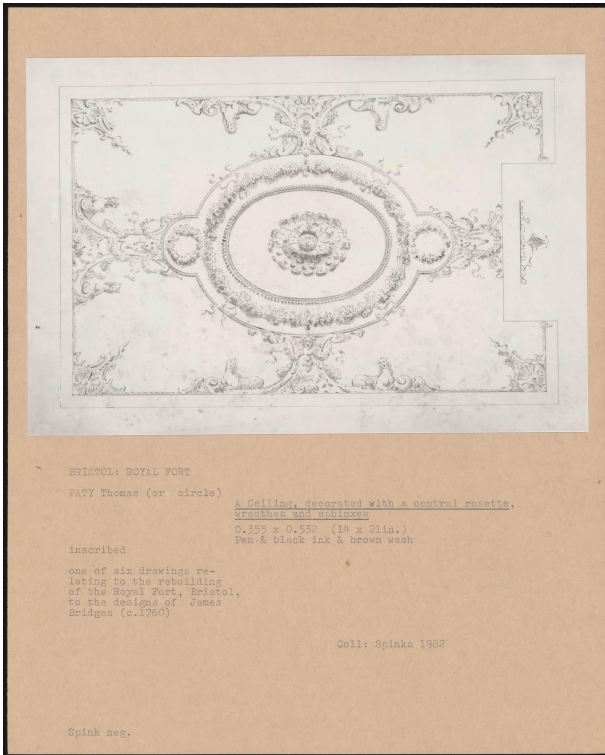 BRISTOL: ROYAL FORT
PATY Thomas (or circle)
A Ceiling, decorated with a central rosette,
wreathes and sphinxes
0.355 x 0.532 (14 x 21in.)
Pen & black ink & brown wash
inscribed
one of six drawings re-
lating to the rebuilding
of the Royal Fort, Bristol,
to the designs of James
Bridges (c.1760)
Coll: Spinks 1982
Spink neg.